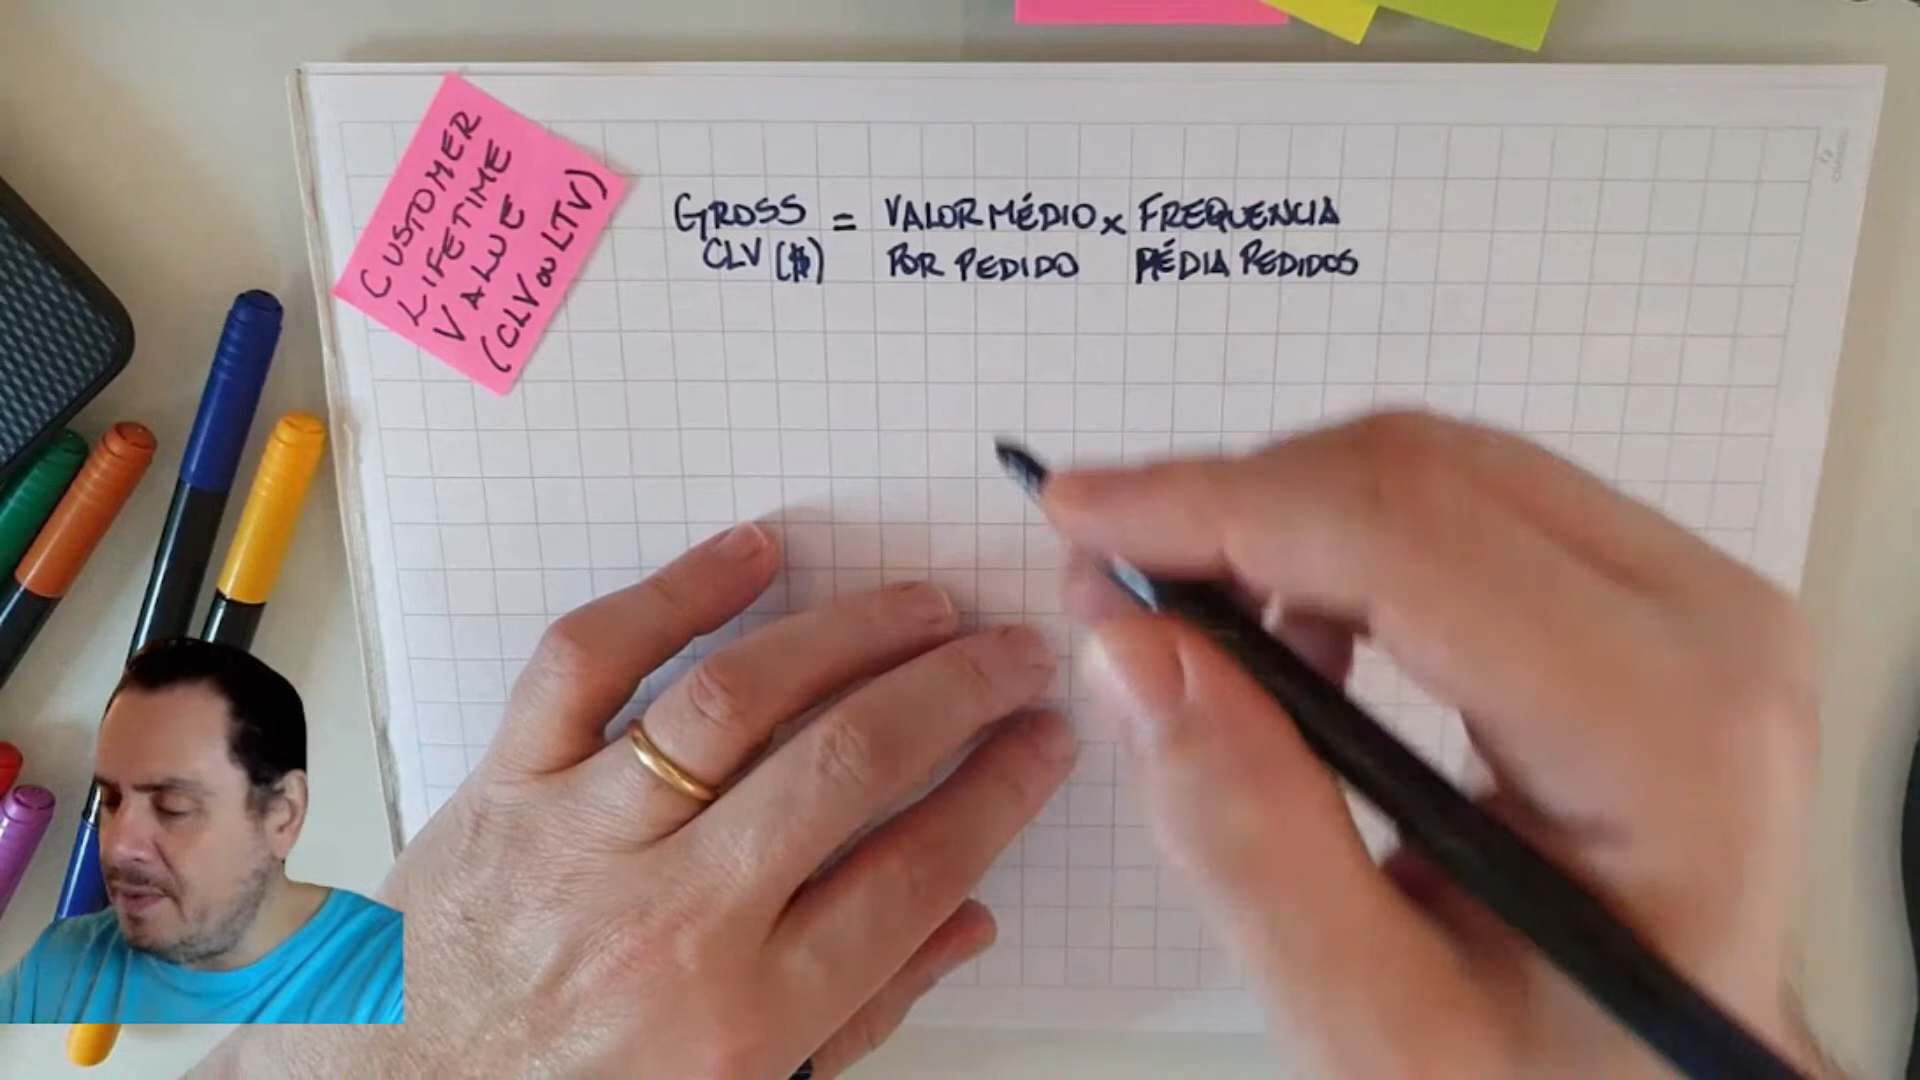 CUSTOMER
LIFETIME
VALUE
(CLV ou LTV)
GROSS = VALOR MÉDIO x FREQUENCIA
CLV ($) POR PEDIDO MÉDIA PEDIDOS